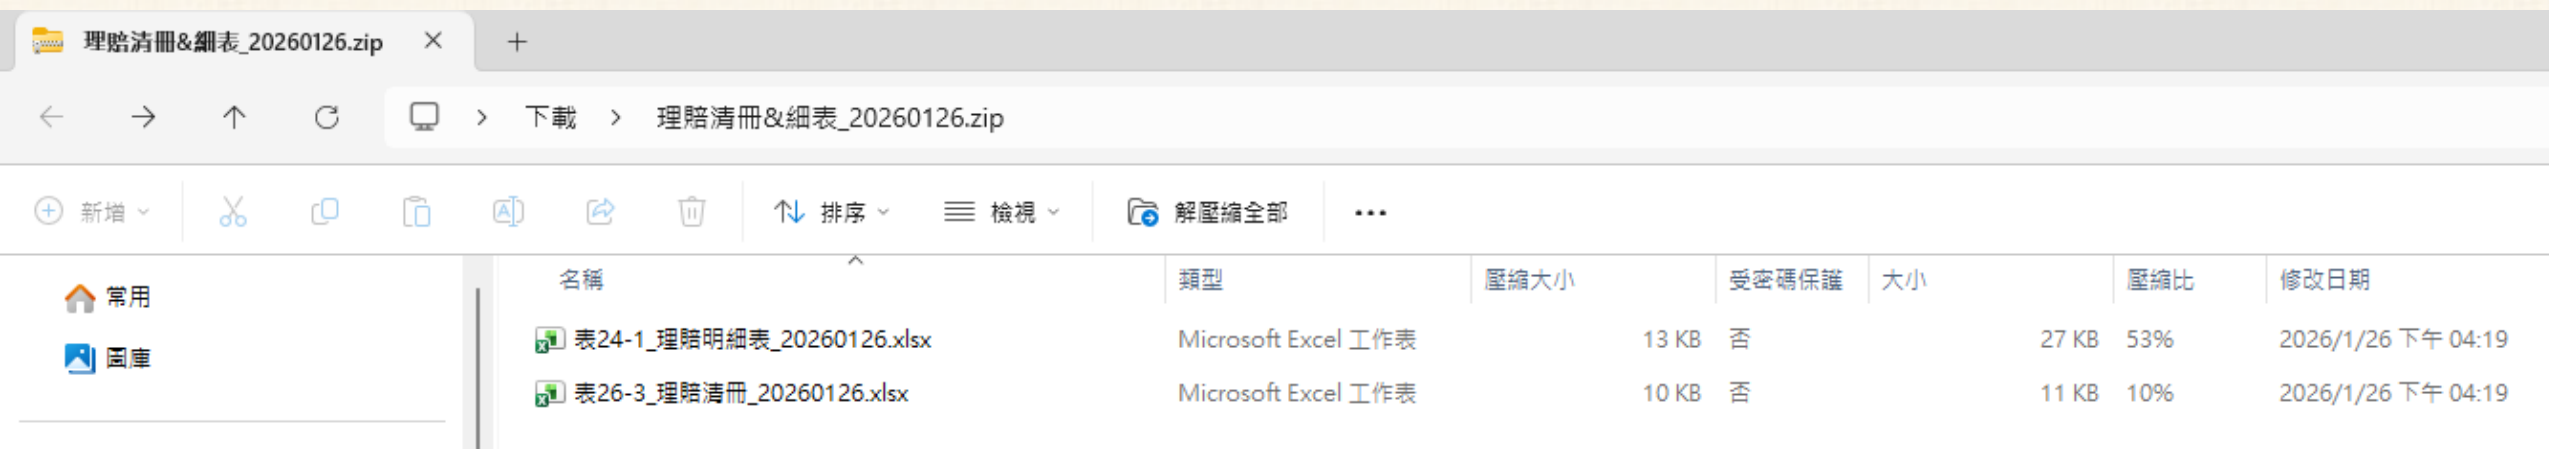 理賠清冊&細表_20260126.zip
下載 > 理賠清冊&細表_20260126.zip
新增 排序 檢視 解壓縮全部
常用
圖庫
名稱 類型 壓縮大小 受密碼保護 大小 壓縮比 修改日期
表24-1_理賠明細表_20260126.xlsx Microsoft Excel 工作表 13 KB 否 27 KB 53% 2026/1/26 下午 04:19
表26-3_理賠清冊_20260126.xlsx Microsoft Excel 工作表 10 KB 否 11 KB 10% 2026/1/26 下午 04:19